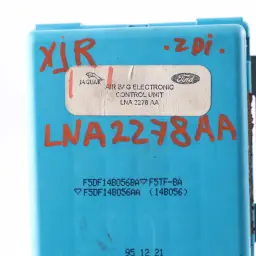 XJR .2Di.
JAGUAR Ford
AIR BAG ELECTRONIC
CONTROL UNIT
LNA 2278 AA
LNA2278AA
F5DF14B056BA▽F5TF-BA
▽F5DF14B056AA (14B056)
95 12 21